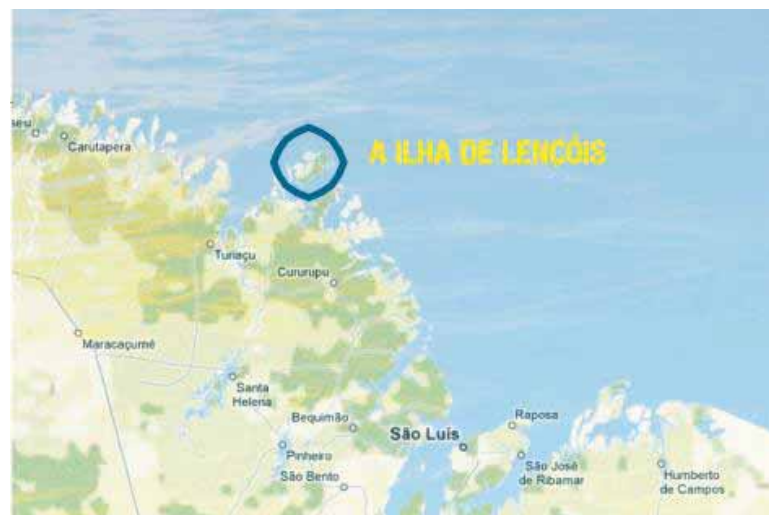 A ILHA DE LENÇÓIS
Carutapera
Turiaçu
Cururupu
Maracaçumé
Santa
Helena
Bequimão
Raposa
São Luís
Pinheiro
São José
de Ribamar
São Bento
Humberto
de Campos